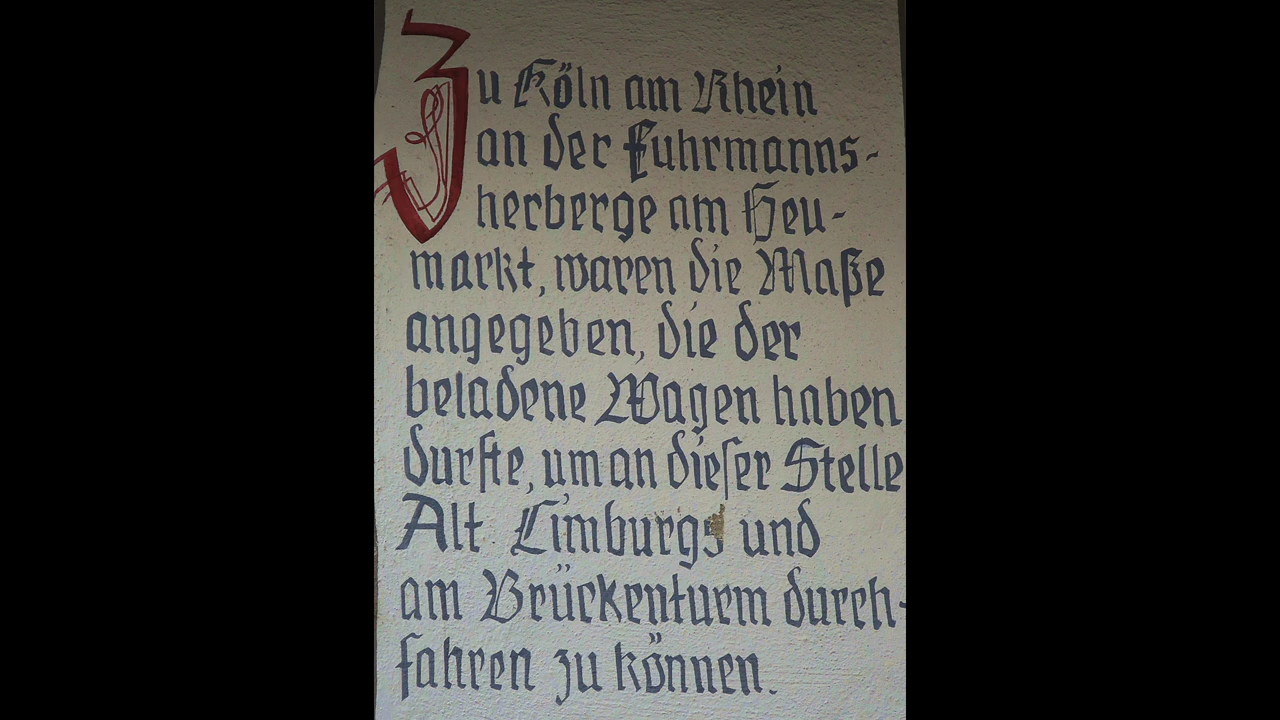 Zu Köln am Rhein
an der Fuhrmanns-
herberge am Heu-
markt, waren die Maße
angegeben, die der
beladene Wagen haben
durfte, um an dieser Stelle
Alt Limburgs und
am Brückenturm durch-
fahren zu können.